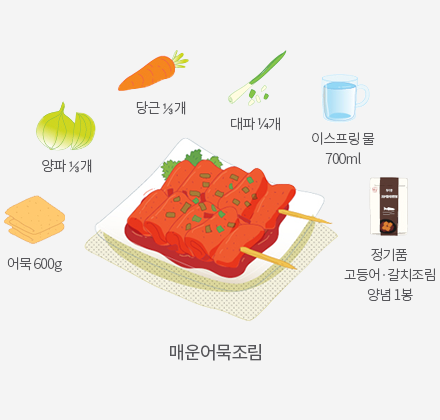 당근 ⅓개
대파 ¼개
양파 ⅓개
이스프링 물
700ml
어묵 600g
정기품
고등어·갈치조림
양념 1봉
매운어묵조림